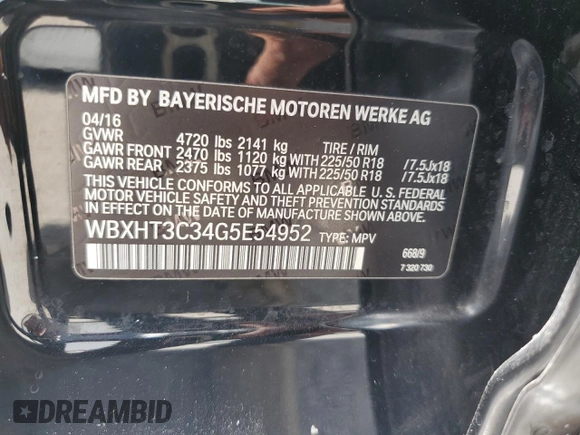 MFD BY BAYERISCHE MOTOREN WERKE AG
04/16
GVWR 4720 lbs 2141 kg TIRE / RIM
GAWR FRONT 2470 lbs 1120 kg WITH 225/50 R18 /7.5Jx18
GAWR REAR 2375 lbs 1077 kg WITH 225/50 R18 /7.5Jx18
THIS VEHICLE CONFORMS TO ALL APPLICABLE U. S. FEDERAL
MOTOR VEHICLE SAFETY AND THEFT PREVENTION STANDARDS
IN EFFECT ON THE DATE OF MANUFACTURE SHOWN ABOVE.
WBXHT3C34G5E54952 TYPE: MPV
668/9
7 320 730
DREAMBID